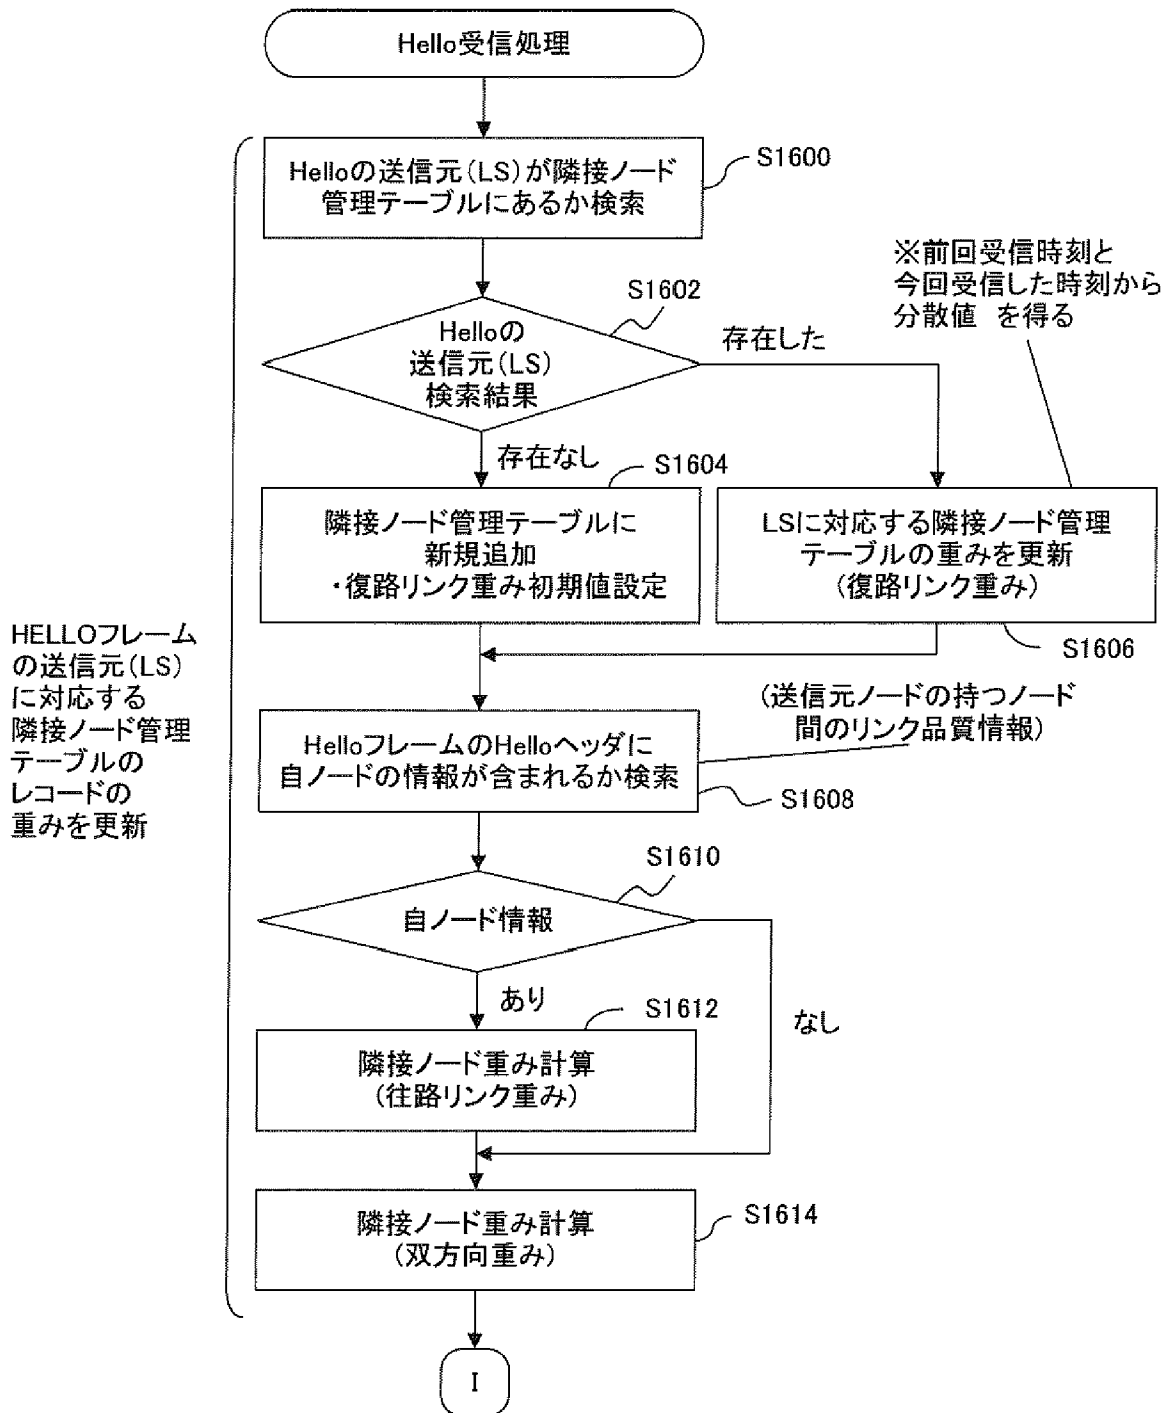 Hello受信処理
Helloの送信元(LS)が隣接ノード
管理テーブルにあるか検索
S1600
※前回受信時刻と
今回受信した時刻から
分散値 を得る
S1602
Helloの
送信元(LS)
検索結果
存在した
存在なし
S1604
隣接ノード管理テーブルに
新規追加
・復路リンク重み初期値設定
LSに対応する隣接ノード管理
テーブルの重みを更新
(復路リンク重み)
S1606
HELLOフレーム
の送信元(LS)
に対応する
隣接ノード管理
テーブルの
レコードの
重みを更新
(送信元ノードの持つノード
間のリンク品質情報)
HelloフレームのHelloヘッダに
自ノードの情報が含まれるか検索
S1608
S1610
自ノード情報
あり
なし
S1612
隣接ノード重み計算
(往路リンク重み)
隣接ノード重み計算
(双方向重み)
S1614
I